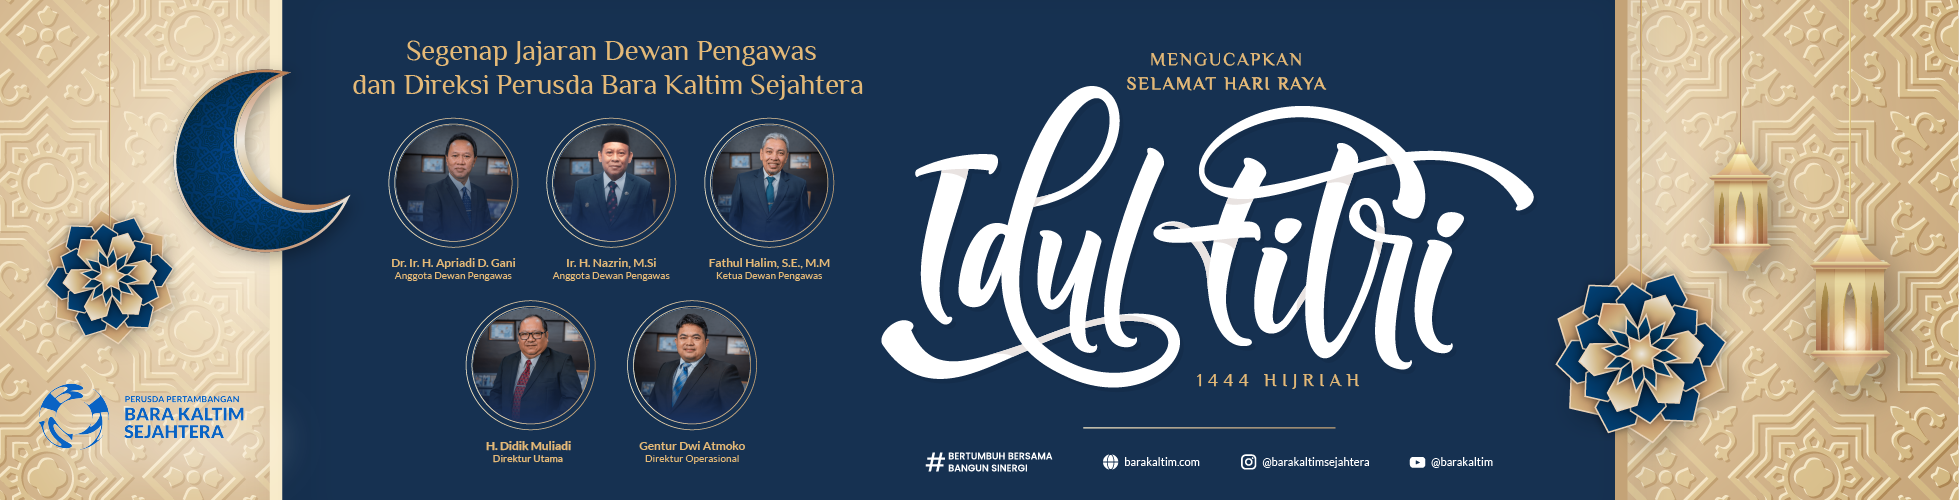 Segenap Jajaran Dewan Pengawas
dan Direksi Perusda Bara Kaltim Sejahtera
Dr. Ir. H. Apriadi D. Gani
Anggota Dewan Pengawas
Ir. H. Nazrin, M.Si
Anggota Dewan Pengawas
Fathul Halim, S.E., M.M
Ketua Dewan Pengawas
H. Didik Muliadi
Direktur Utama
Gentur Dwi Atmoko
Direktur Operasional
PERUSDA PERTAMBANGAN
BARA KALTIM
SEJAHTERA
MENGUCAPKAN
SELAMAT HARI RAYA
Idul Fitri
1444 HIJRIAH
#BERTUMBUH BERSAMA
BANGUN SINERGI
barakaltim.com
@barakaltimsejahtera
@barakaltim